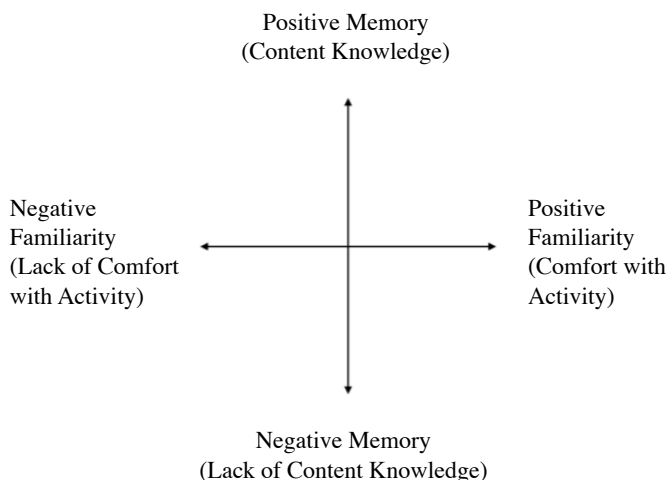 Positive Memory
(Content Knowledge)
Negative
Familiarity
(Lack of Comfort
with Activity)
Positive
Familiarity
(Comfort with
Activity)
Negative Memory
(Lack of Content Knowledge)